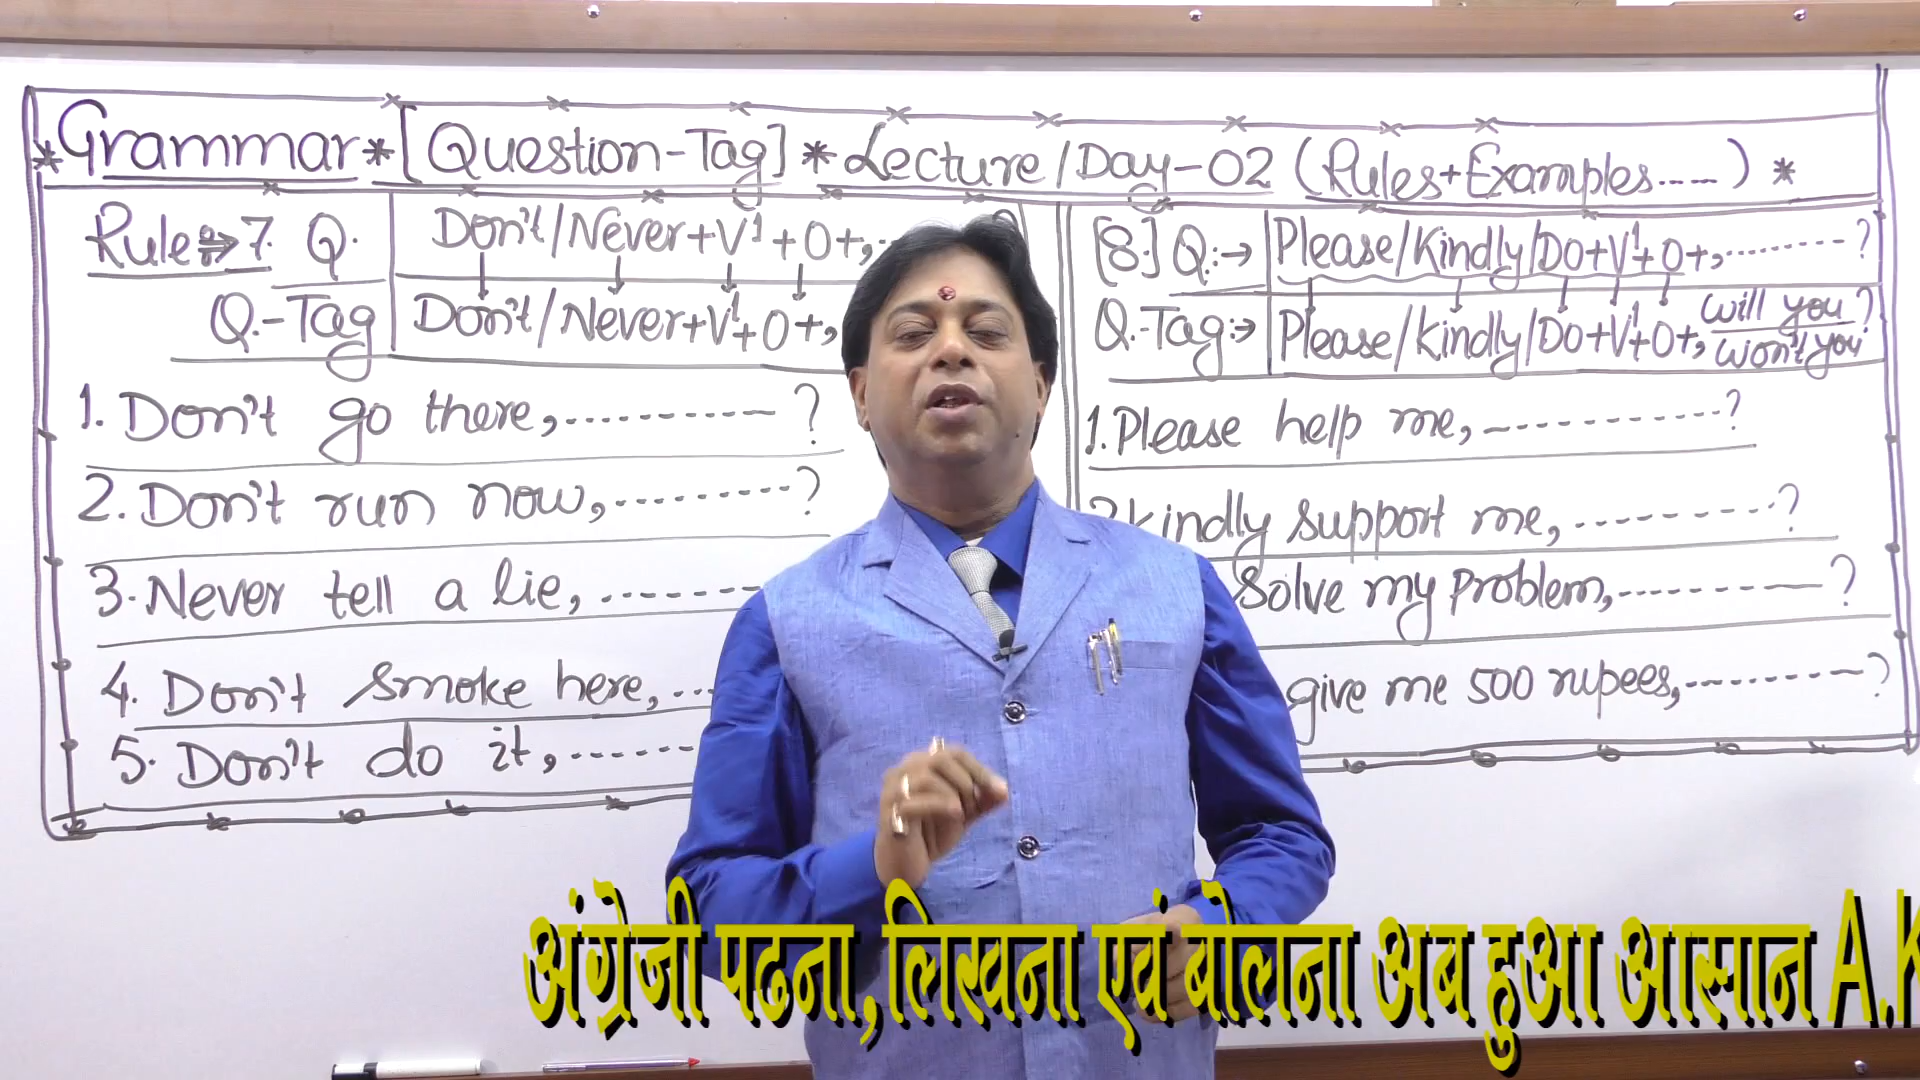 *Grammar* [Question-Tag] * Lecture/Day-02 (Rules+Examples......) *
Rule:→7. Q. Don't/Never+V¹+O+,
Q.-Tag Don't/Never+V¹+O+,
1. Don't go there,..........?
2. Don't run now,.........?
3. Never tell a lie,.......
4. Don't smoke here,...
5. Don't do it,......
[8.] Q:→ Please/Kindly/Do+V¹+O+,........?
Q.-Tag:→ Please/Kindly/Do+V¹+O+, will you / won't you?
1. Please help me,..........?
kindly support me,..........?
solve my problem,..........?
give me 500 rupees,.........?
अंग्रेजी पढना,लिखना एवं बोलना अब हुआ आसान A.K